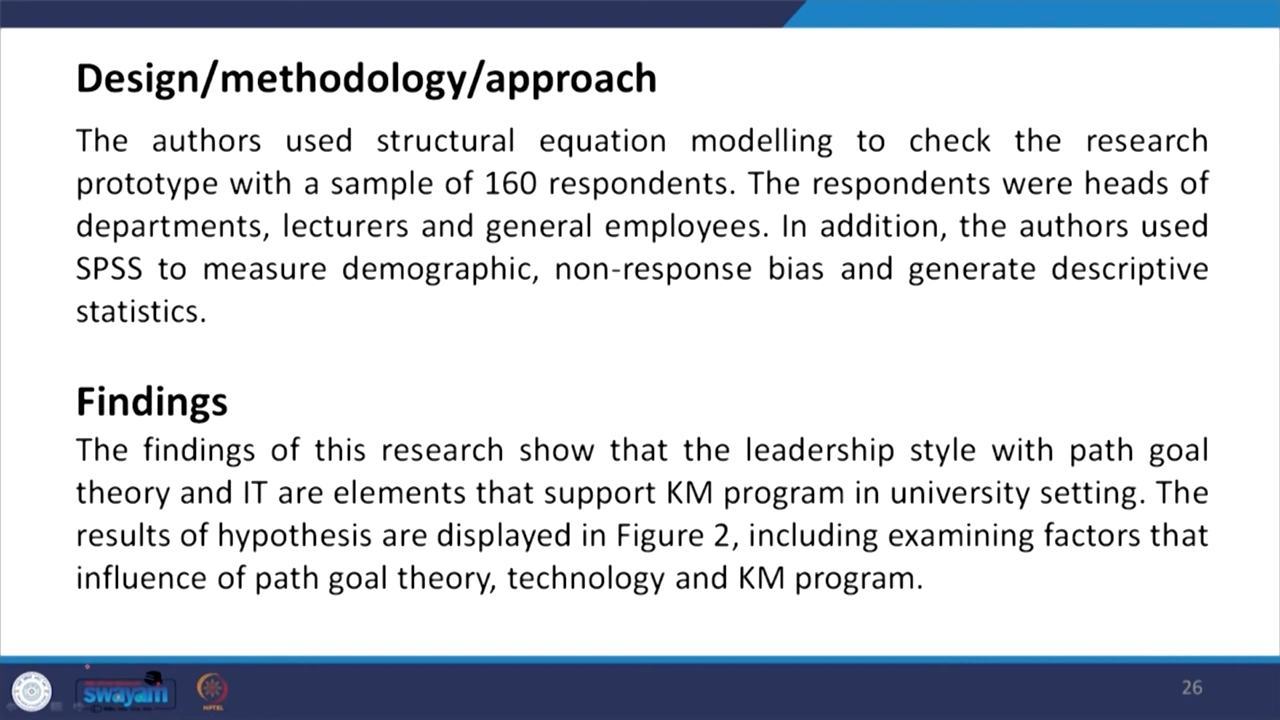 Design/methodology/approach
The authors used structural equation modelling to check the research
prototype with a sample of 160 respondents. The respondents were heads of
departments, lecturers and general employees. In addition, the authors used
SPSS to measure demographic, non-response bias and generate descriptive
statistics.
Findings
The findings of this research show that the leadership style with path goal
theory and IT are elements that support KM program in university setting. The
results of hypothesis are displayed in Figure 2, including examining factors that
influence of path goal theory, technology and KM program.
swayam
NPTEL
26